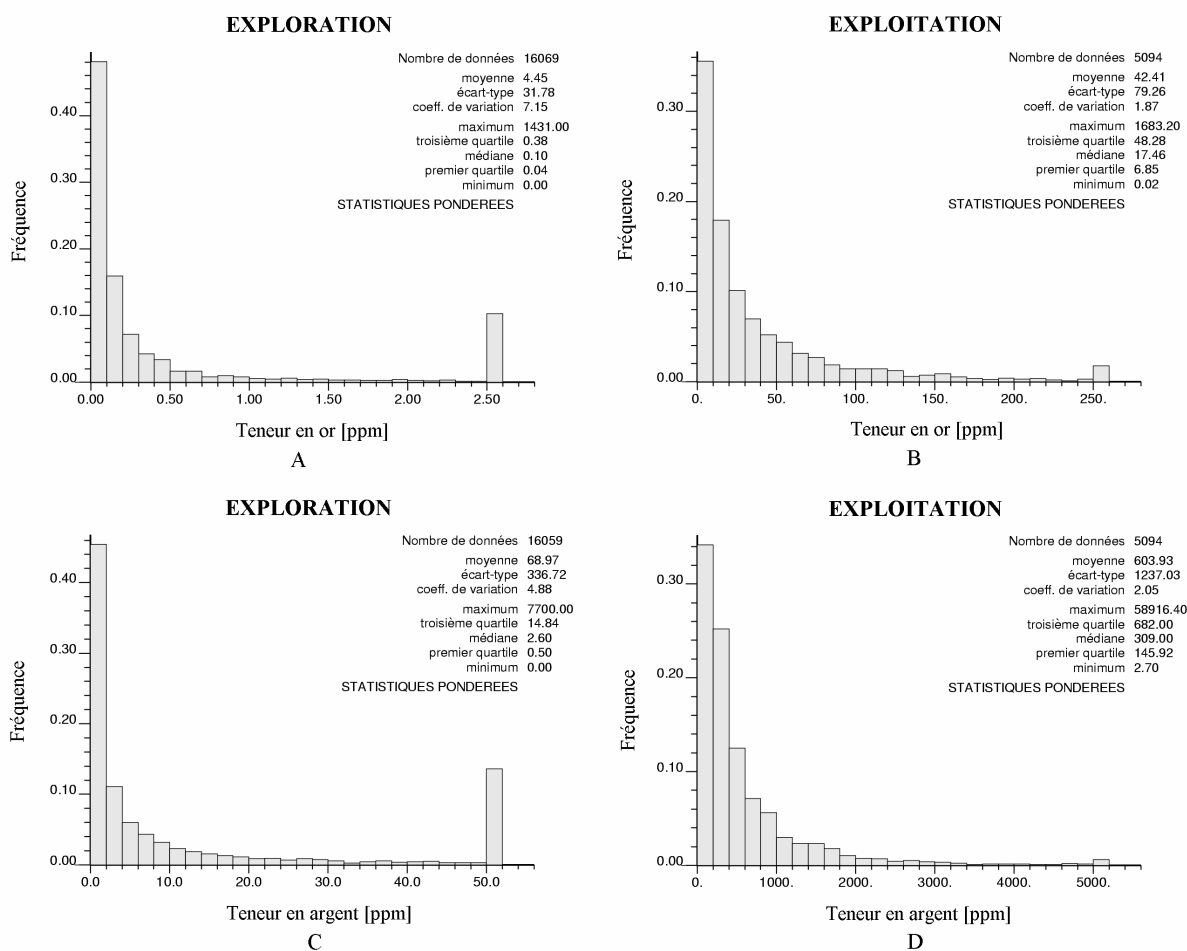 EXPLORATION
Nombre de données 16069
moyenne 4.45
écart-type 31.78
coeff. de variation 7.15
maximum 1431.00
troisième quartile 0.38
médiane 0.10
premier quartile 0.04
minimum 0.00
STATISTIQUES PONDEREES
Fréquence
0.40
0.30
0.20
0.10
0.00
0.00 0.50 1.00 1.50 2.00 2.50
Teneur en or [ppm]
A
EXPLOITATION
Nombre de données 5094
moyenne 42.41
écart-type 79.26
coeff. de variation 1.87
maximum 1683.20
troisième quartile 48.28
médiane 17.46
premier quartile 6.85
minimum 0.02
STATISTIQUES PONDEREES
Fréquence
0.30
0.20
0.10
0.00
0. 50. 100. 150. 200. 250.
Teneur en or [ppm]
B
EXPLORATION
Nombre de données 16059
moyenne 68.97
écart-type 336.72
coeff. de variation 4.88
maximum 7700.00
troisième quartile 14.84
médiane 2.60
premier quartile 0.50
minimum 0.00
STATISTIQUES PONDEREES
Fréquence
0.40
0.30
0.20
0.10
0.00
0.0 10.0 20.0 30.0 40.0 50.0
Teneur en argent [ppm]
C
EXPLOITATION
Nombre de données 5094
moyenne 603.93
écart-type 1237.03
coeff. de variation 2.05
maximum 58916.40
troisième quartile 682.00
médiane 309.00
premier quartile 145.92
minimum 2.70
STATISTIQUES PONDEREES
Fréquence
0.30
0.20
0.10
0.00
0. 1000. 2000. 3000. 4000. 5000.
Teneur en argent [ppm]
D